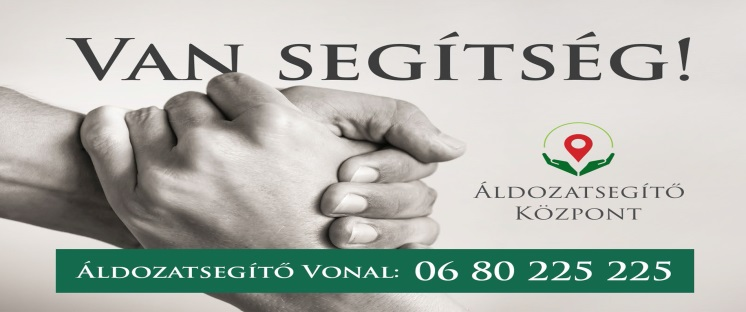 VAN SEGÍTSÉG!
ÁLDOZATSEGÍTŐ
KÖZPONT
ÁLDOZATSEGÍTŐ VONAL: 06 80 225 225